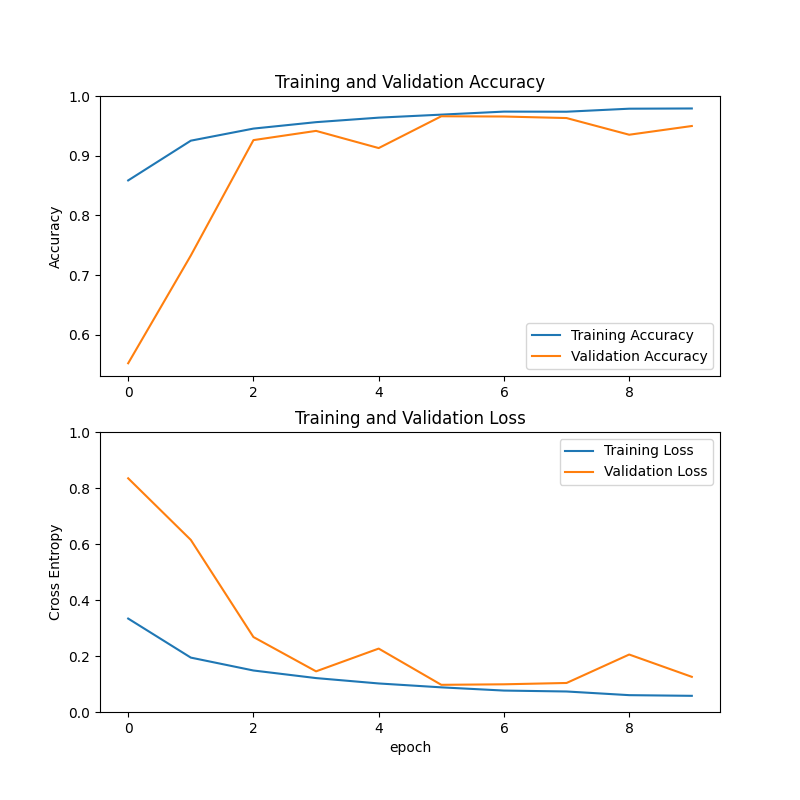 Training and Validation Accuracy
1.0
0.9
0.8
0.7
0.6
Accuracy
Training Accuracy
Validation Accuracy
0 2 4 6 8
Training and Validation Loss
1.0
0.8
0.6
0.4
0.2
0.0
Cross Entropy
Training Loss
Validation Loss
0 2 4 6 8
epoch